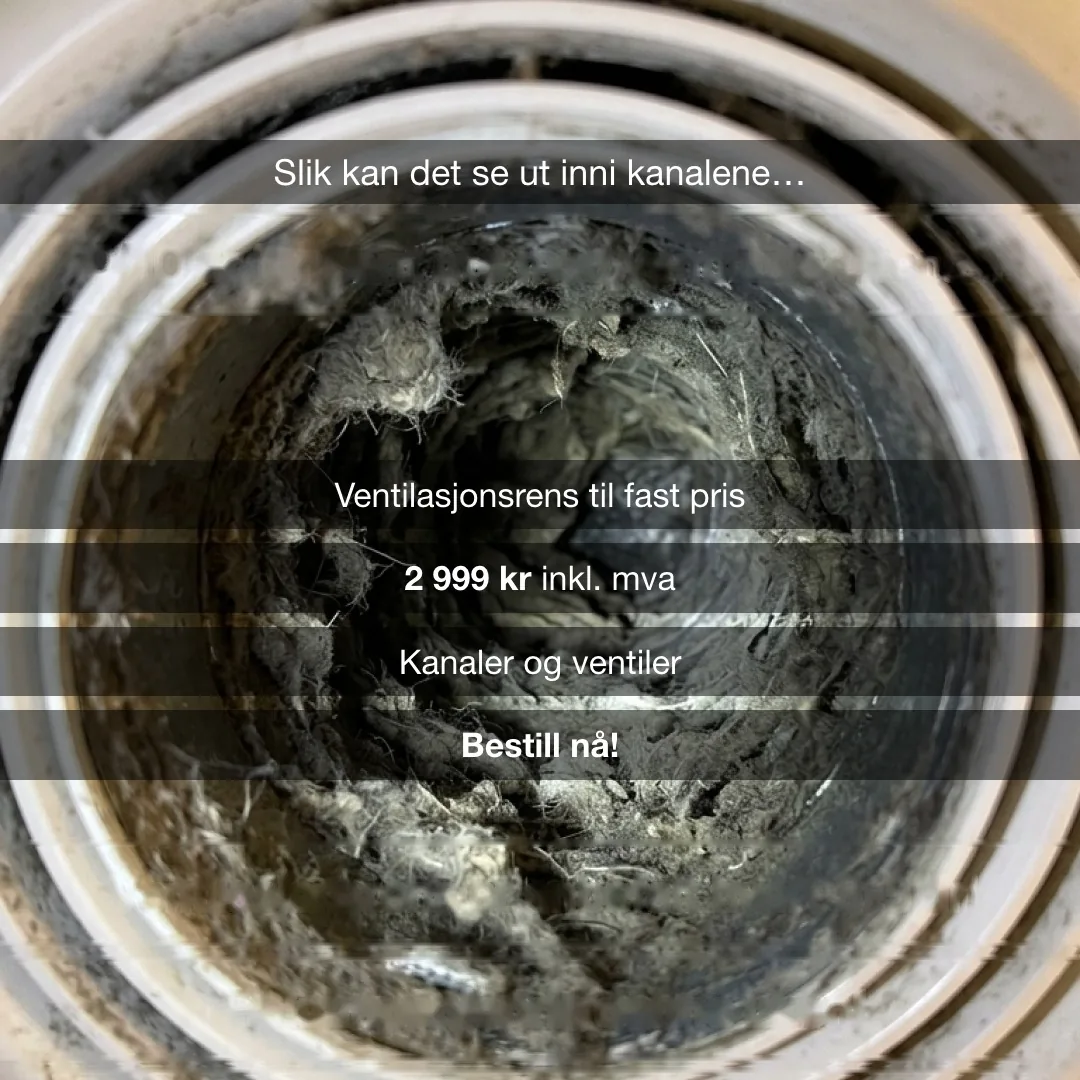 Slik kan det se ut inni kanalene…
Ventilasjonsrens til fast pris
2 999 kr inkl. mva
Kanaler og ventiler
Bestill nå!